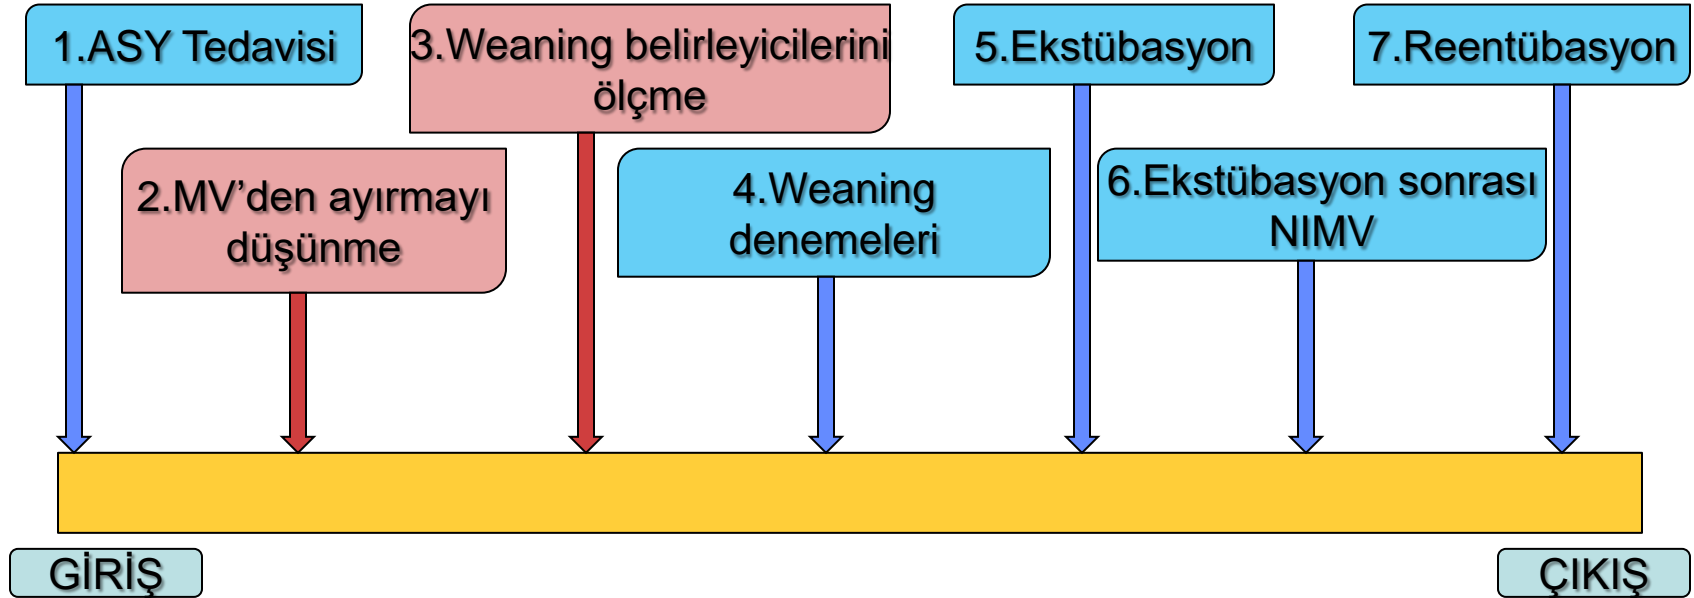 1.ASY Tedavisi
2.MV’den ayırmayı
düşünme
3.Weaning belirleyicilerini
ölçme
4.Weaning
denemeleri
5.Ekstübasyon
6.Ekstübasyon sonrası
NIMV
7.Reentübasyon
GİRİŞ
ÇIKIŞ